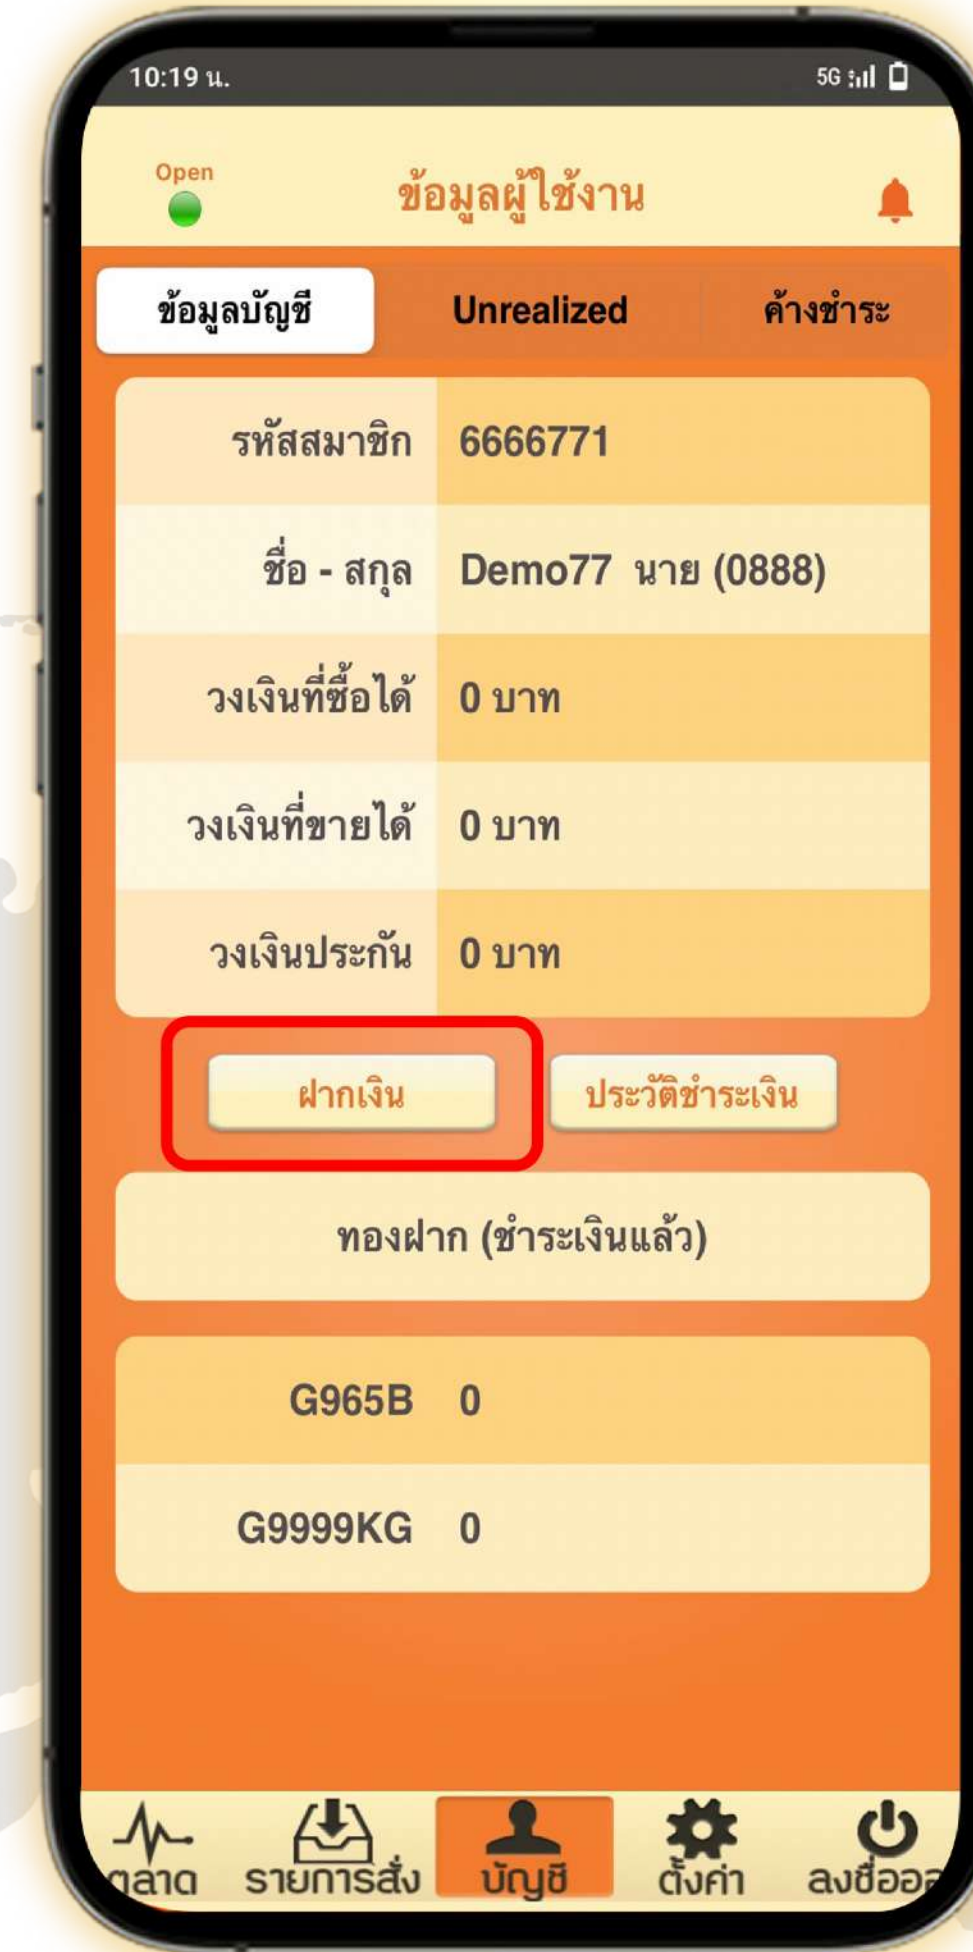 10:19 น. 5G
Open
ข้อมูลผู้ใช้งาน
ข้อมูลบัญชี Unrealized ค้างชำระ
รหัสสมาชิก 6666771
ชื่อ - สกุล Demo77 นาย (0888)
วงเงินที่ซื้อได้ 0 บาท
วงเงินที่ขายได้ 0 บาท
วงเงินประกัน 0 บาท
ฝากเงิน ประวัติชำระเงิน
ทองฝาก (ชำระเงินแล้ว)
G965B 0
G9999KG 0
ตลาด รายการสั่ง บัญชี ตั้งค่า ลงชื่ออออ